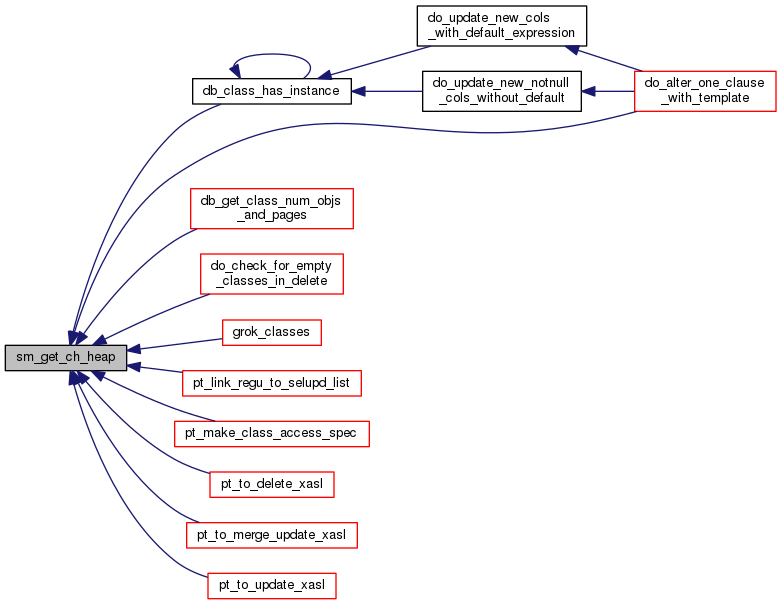 do_update_new_cols
_with_default_expression
db_class_has_instance
do_update_new_notnull
_cols_without_default
do_alter_one_clause
_with_template
db_get_class_num_objs
_and_pages
do_check_for_empty
_classes_in_delete
grok_classes
sm_get_ch_heap
pt_link_regu_to_selupd_list
pt_make_class_access_spec
pt_to_delete_xasl
pt_to_merge_update_xasl
pt_to_update_xasl